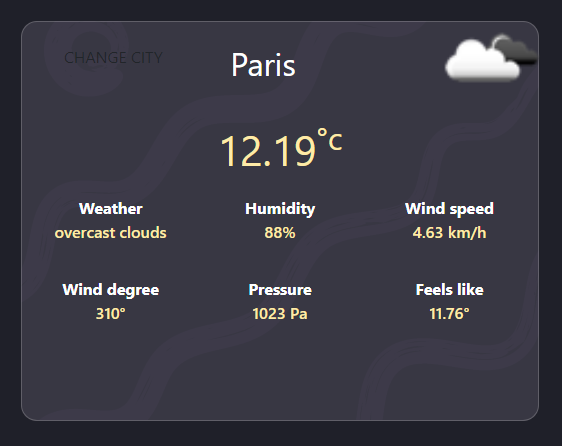 CHANGE CITY
Paris
12.19°C
Weather
overcast clouds
Humidity
88%
Wind speed
4.63 km/h
Wind degree
310°
Pressure
1023 Pa
Feels like
11.76°